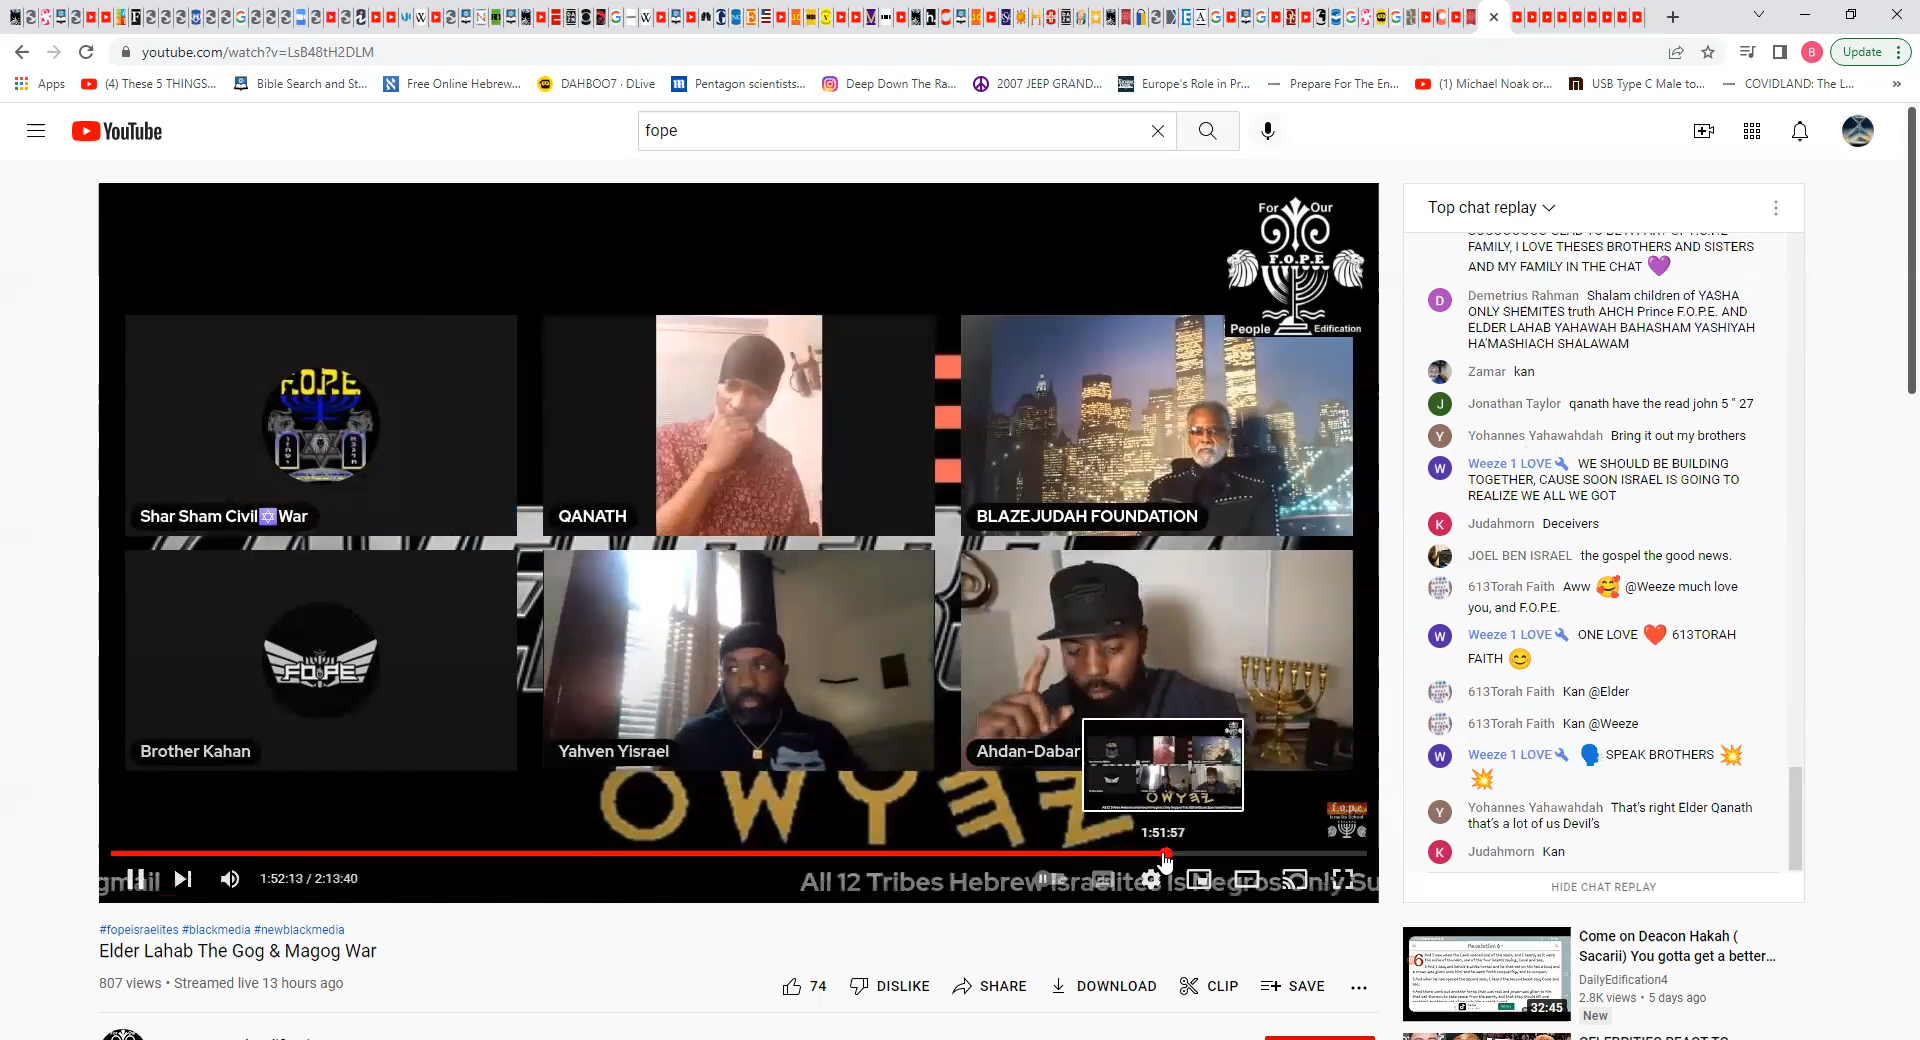 youtube.com/watch?v=LsB48tH2DLM
B
Update
Apps
(4) These 5 THINGS...
Bible Search and St...
Free Online Hebrew...
DAHBOO7 · DLive
Pentagon scientists...
Deep Down The Ra...
2007 JEEP GRAND...
Europe's Role in Pr...
Prepare For The En...
(1) Michael Noak or...
USB Type C Male to...
COVIDLAND: The L...
»
YouTube
fope
For Our
F.O.P.E
People Edification
F.O.P.E
Shar Sham Civil✡War
QANATH
BLAZEJUDAH FOUNDATION
FOPE
Brother Kahan
Yahven Yisrael
Ahdan-Dabar
f.o.p.e
1:51:57
1:52:13 / 2:13:40
gmail
All 12 Tribes Hebrew Israelites Is Negros Only Su
#fopeisraelites #blackmedia #newblackmedia
Elder Lahab The Gog & Magog War
807 views • Streamed live 13 hours ago
74
DISLIKE
SHARE
DOWNLOAD
CLIP
SAVE
Top chat replay
FAMILY, I LOVE THESES BROTHERS AND SISTERS
AND MY FAMILY IN THE CHAT 💜
D
Demetrius Rahman Shalam children of YASHA
ONLY SHEMITES truth AHCH Prince F.O.P.E. AND
ELDER LAHAB YAHAWAH BAHASHAM YASHIYAH
HA'MASHIACH SHALAWAM
Zamar kan
J
Jonathan Taylor qanath have the read john 5 " 27
Y
Yohannes Yahawahdah Bring it out my brothers
W
Weeze 1 LOVE WE SHOULD BE BUILDING
TOGETHER, CAUSE SOON ISRAEL IS GOING TO
REALIZE WE ALL WE GOT
K
Judahmorn Deceivers
JOEL BEN ISRAEL the gospel the good news.
613Torah Faith Aww 🥰 @Weeze much love
you, and F.O.P.E.
W
Weeze 1 LOVE ONE LOVE ❤️ 613TORAH
FAITH 😊
613Torah Faith Kan @Elder
613Torah Faith Kan @Weeze
W
Weeze 1 LOVE 🗣️ SPEAK BROTHERS 💥
💥
Y
Yohannes Yahawahdah That's right Elder Qanath
that's a lot of us Devil's
K
Judahmorn Kan
HIDE CHAT REPLAY
Revelation 6
32:45
Come on Deacon Hakah (
Sacarii) You gotta get a better...
DailyEdification4
2.8K views • 5 days ago
New